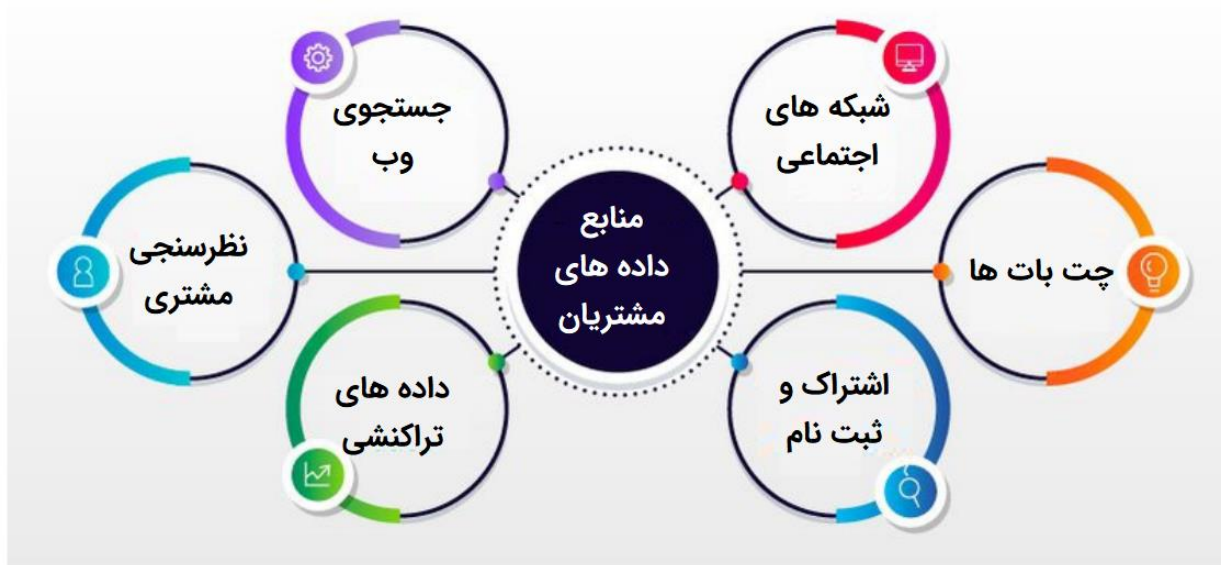 منابع
داده های
مشتریان
شبکه های
اجتماعی
چت بات ها
اشتراک و
ثبت نام
جستجوی
وب
نظرسنجی
مشتری
داده های
تراکنشی